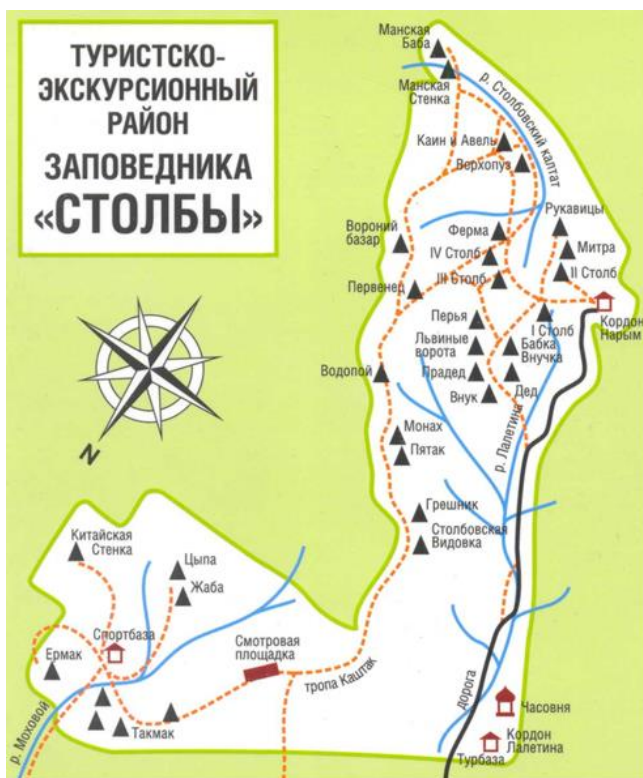 ТУРИСТСКО-
ЭКСКУРСИОННЫЙ
РАЙОН
ЗАПОВЕДНИКА
«СТОЛБЫ»
Манская
Баба
Манская
Стенка
р. Столбовский калтат
Каин и Авель
Верхопуз
Рукавицы
Вороний
базар
Ферма
Митра
IV Столб
II Столб
III Столб
Первенец
Кордон
Нарым
Перья
I Столб
Львиные
ворота
Бабка
Внучка
Водопой
Прадед
Дед
Внук
р. Лалетина
Монах
Пятак
N
Грешник
Столбовская
Видовка
Китайская
Стенка
Цыпа
Жаба
Спортбаза
Смотровая
площадка
Ермак
тропа Каштак
дорога
Часовня
р. Моховой
Такмак
Кордон
Лалетина
Турбаза